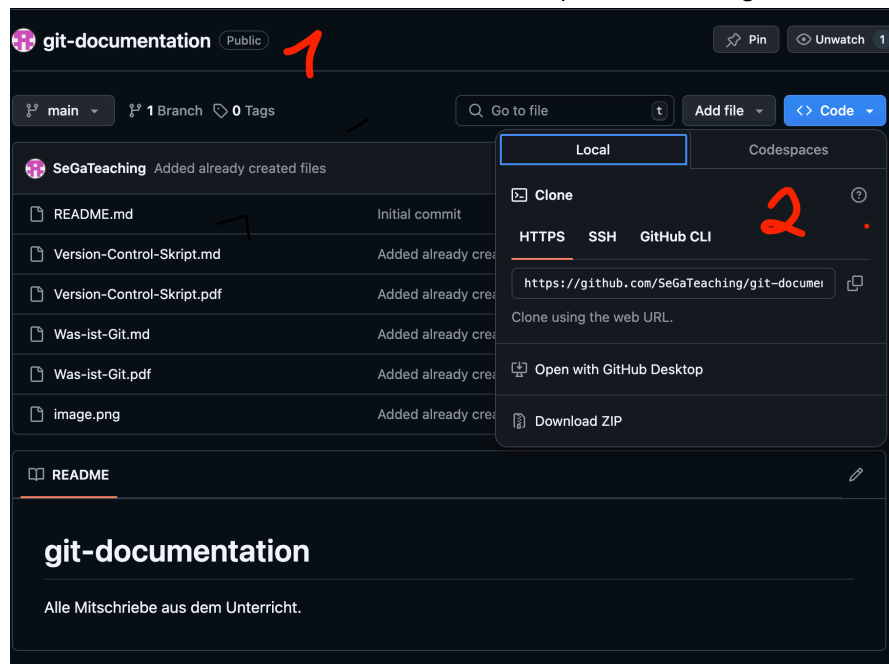 git-documentation Public 1 Pin Unwatch 1
main 1 Branch 0 Tags Go to file t Add file <> Code
Local Codespaces
SeGaTeaching Added already created files
Clone ?
2
README.md Initial commit
HTTPS SSH GitHub CLI
Version-Control-Skript.md Added already crea
https://github.com/SeGaTeaching/git-documen
Version-Control-Skript.pdf Added already crea
Clone using the web URL.
Was-ist-Git.md Added already crea
Open with GitHub Desktop
Was-ist-Git.pdf Added already crea
image.png Added already crea
Download ZIP
README
git-documentation
Alle Mitschriebe aus dem Unterricht.